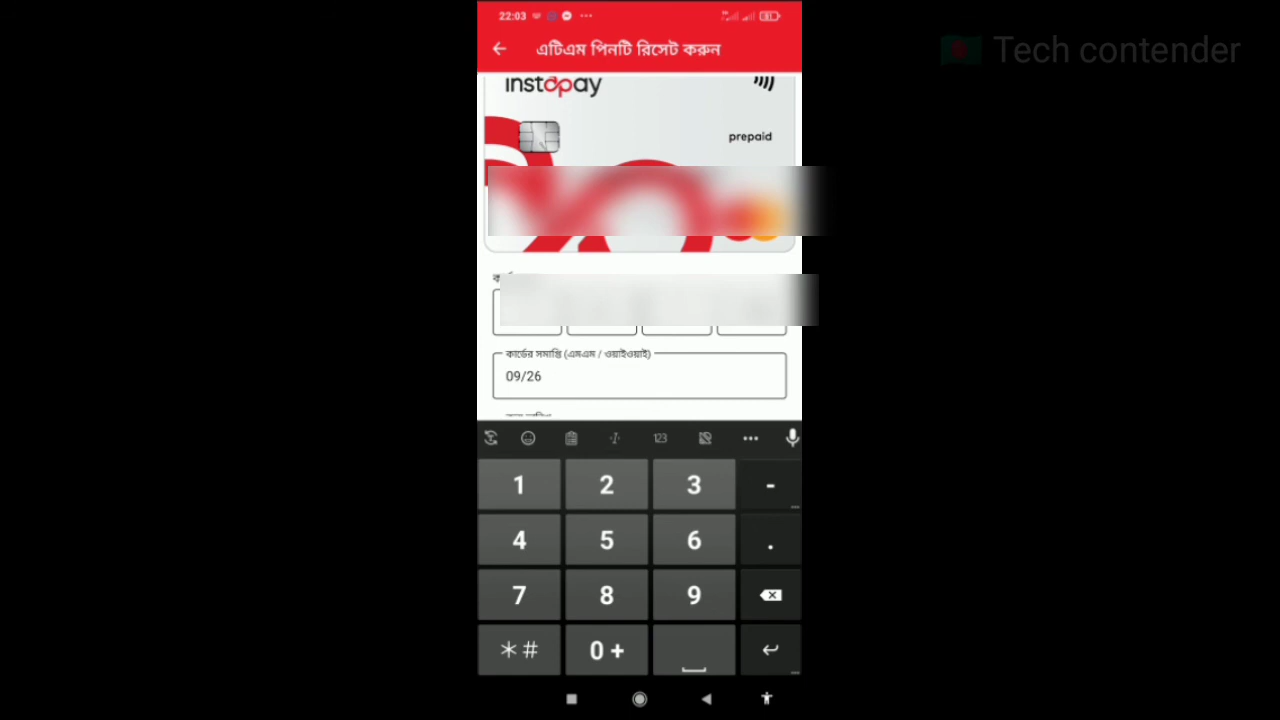 22:03
Tech contender
এটিএম পিনটি রিসেট করুন
instapay
prepaid
কার্ডের সমাপ্তি (এমএম / ওয়াইওয়াই)
09/26
123
1 2 3 -
4 5 6 .
7 8 9
*# 0 +